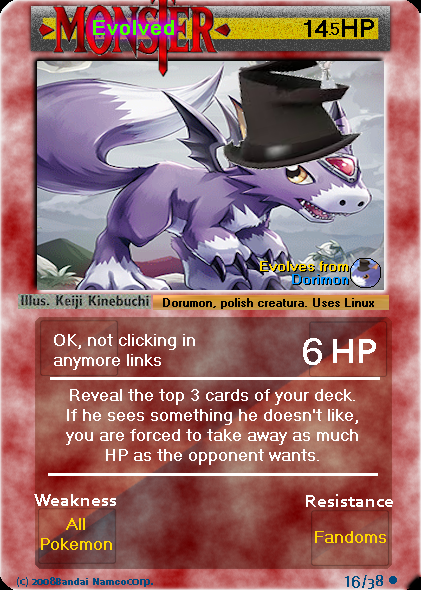 MONSTER
Evolved
14.5HP
Evolves from
Dorimon
Illus. Keiji Kinebuchi
Dorumon, polish creatura. Uses Linux
OK, not clicking in
anymore links
6 HP
Reveal the top 3 cards of your deck.
If he sees something he doesn't like,
you are forced to take away as much
HP as the opponent wants.
Weakness
All
Pokemon
Resistance
Fandoms
(c) 2008Bandai Namcocorp.
16/38